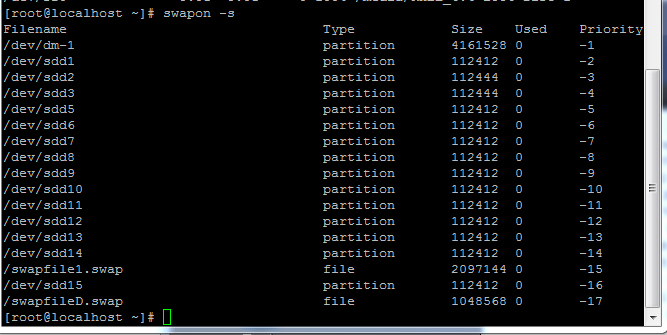 [root@localhost ~]# swapon -s
Filename Type Size Used Priority
/dev/dm-1 partition 4161528 0 -1
/dev/sdd1 partition 112412 0 -2
/dev/sdd2 partition 112444 0 -3
/dev/sdd3 partition 112444 0 -4
/dev/sdd5 partition 112412 0 -5
/dev/sdd6 partition 112412 0 -6
/dev/sdd7 partition 112412 0 -7
/dev/sdd8 partition 112412 0 -8
/dev/sdd9 partition 112412 0 -9
/dev/sdd10 partition 112412 0 -10
/dev/sdd11 partition 112412 0 -11
/dev/sdd12 partition 112412 0 -12
/dev/sdd13 partition 112412 0 -13
/dev/sdd14 partition 112412 0 -14
/swapfile1.swap file 2097144 0 -15
/dev/sdd15 partition 112412 0 -16
/swapfileD.swap file 1048568 0 -17
[root@localhost ~]#